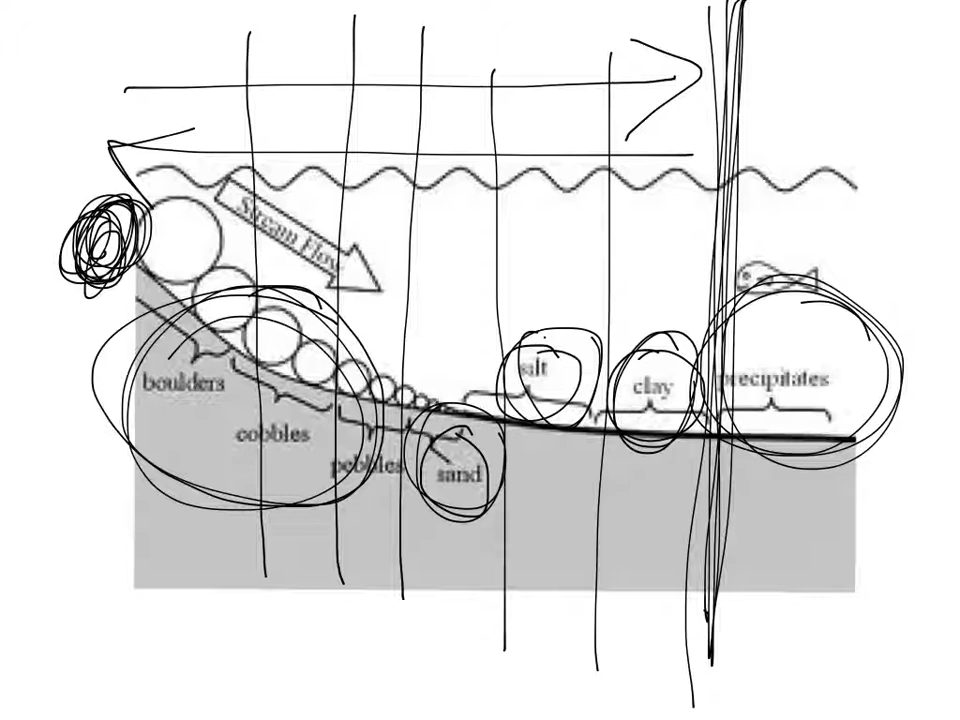 Stream Flow
silt
precipitates
clay
boulders
cobbles
pebbles
sand